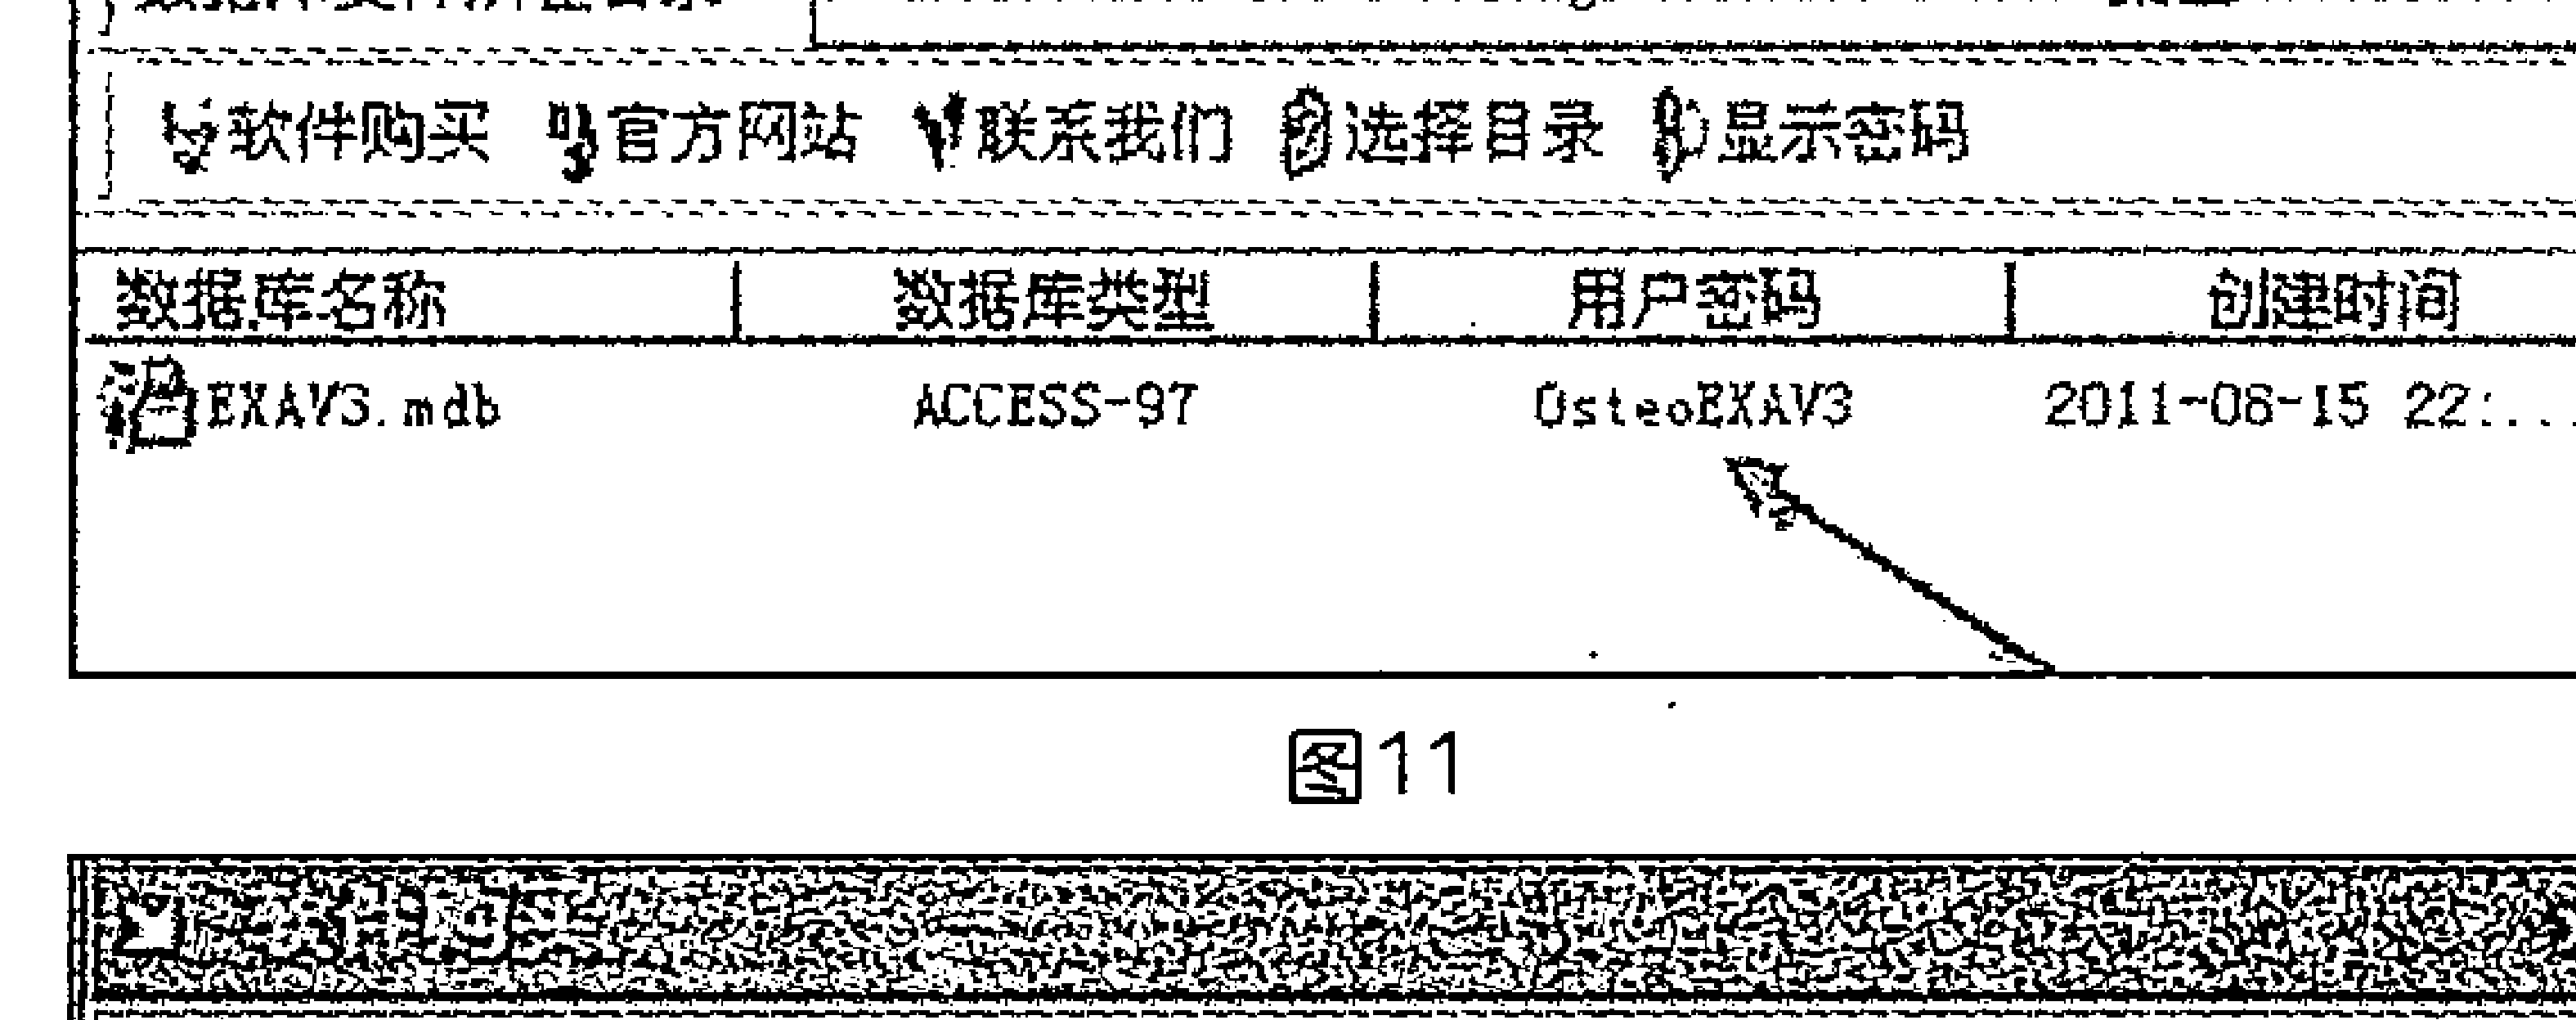 软件购买 官方网站 联系我们 选择目录 显示密码
数据库名称 数据库类型 用户密码 创建时间
EXAV3.mdb ACCESS-97 OsteoEXAV3 2011-08-15 22:...
图11